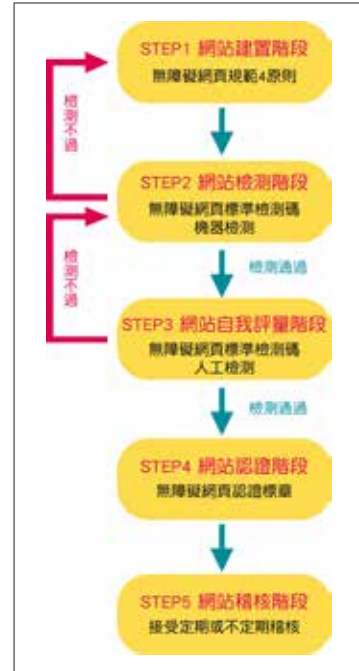 STEP1 網站建置階段
無障礙網頁規範4原則
檢測不過
STEP2 網站檢測階段
無障礙網頁標準檢測碼
機器檢測
檢測通過
檢測不過
STEP3 網站自我評量階段
無障礙網頁標準檢測碼
人工檢測
檢測通過
STEP4 網站認證階段
無障礙網頁認證標章
STEP5 網站稽核階段
接受定期或不定期稽核